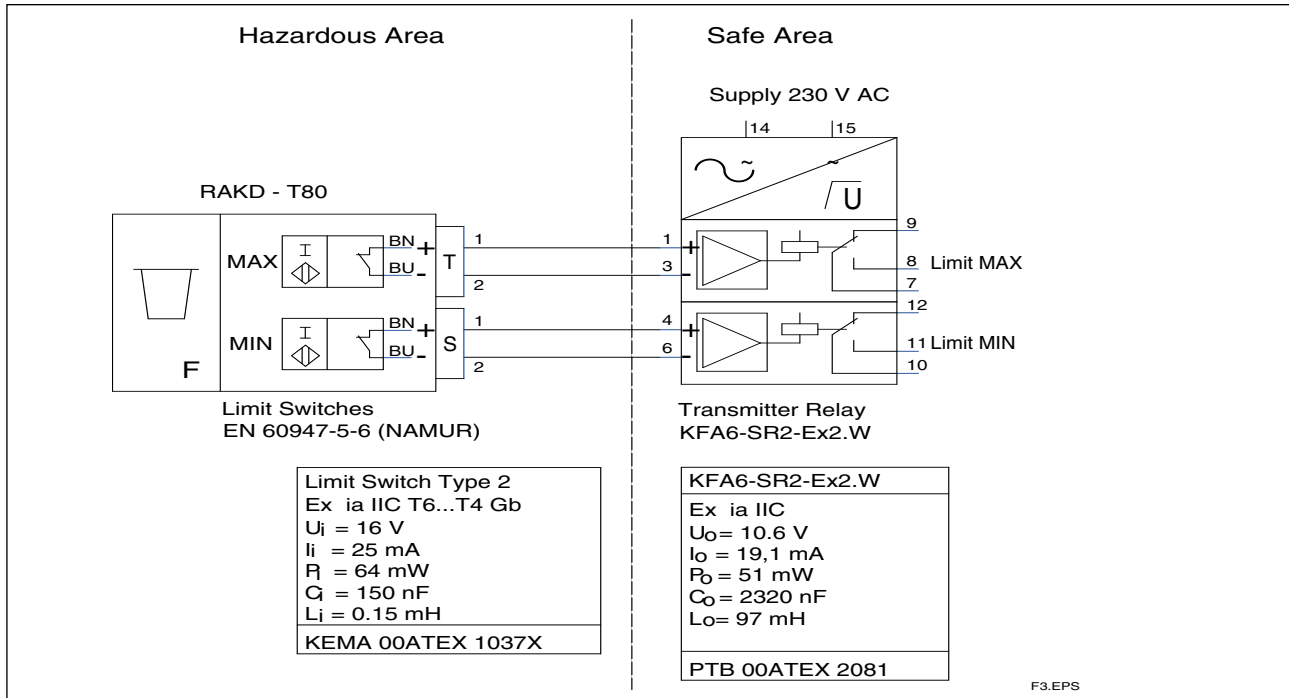 Hazardous Area
Safe Area
Supply 230 V AC
14
15
~
~
U
RAKD - T80
F
MAX
I
BN
+
BU
-
T
1
2
MIN
I
BN
+
BU
-
S
1
2
1
+
3
-
9
8
Limit MAX
7
4
+
6
-
12
11
Limit MIN
10
Limit Switches
EN 60947-5-6 (NAMUR)
Transmitter Relay
KFA6-SR2-Ex2.W
Limit Switch Type 2
Ex ia IIC T6...T4 Gb
Ui = 16 V
Ii = 25 mA
Pi = 64 mW
Ci = 150 nF
Li = 0.15 mH
KEMA 00ATEX 1037X
KFA6-SR2-Ex2.W
Ex ia IIC
Uo= 10.6 V
Io = 19,1 mA
Po = 51 mW
Co = 2320 nF
Lo= 97 mH
PTB 00ATEX 2081
F3.EPS